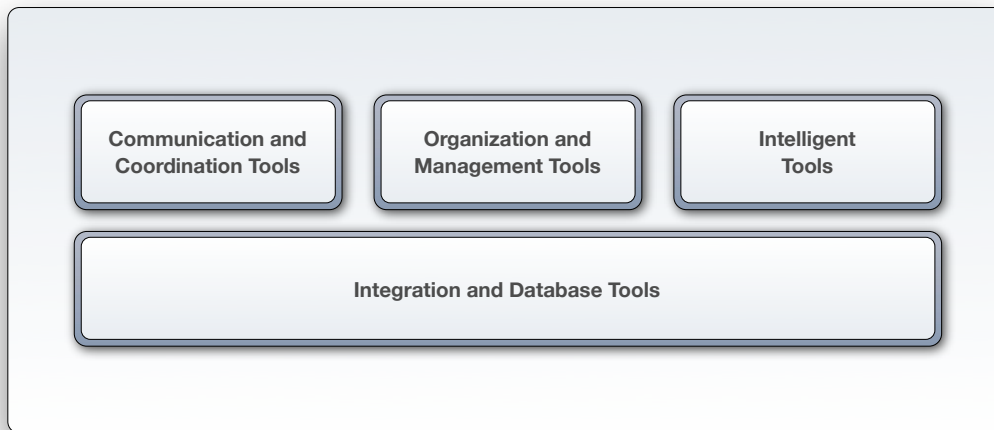 Communication and
Coordination Tools
Organization and
Management Tools
Intelligent
Tools
Integration and Database Tools